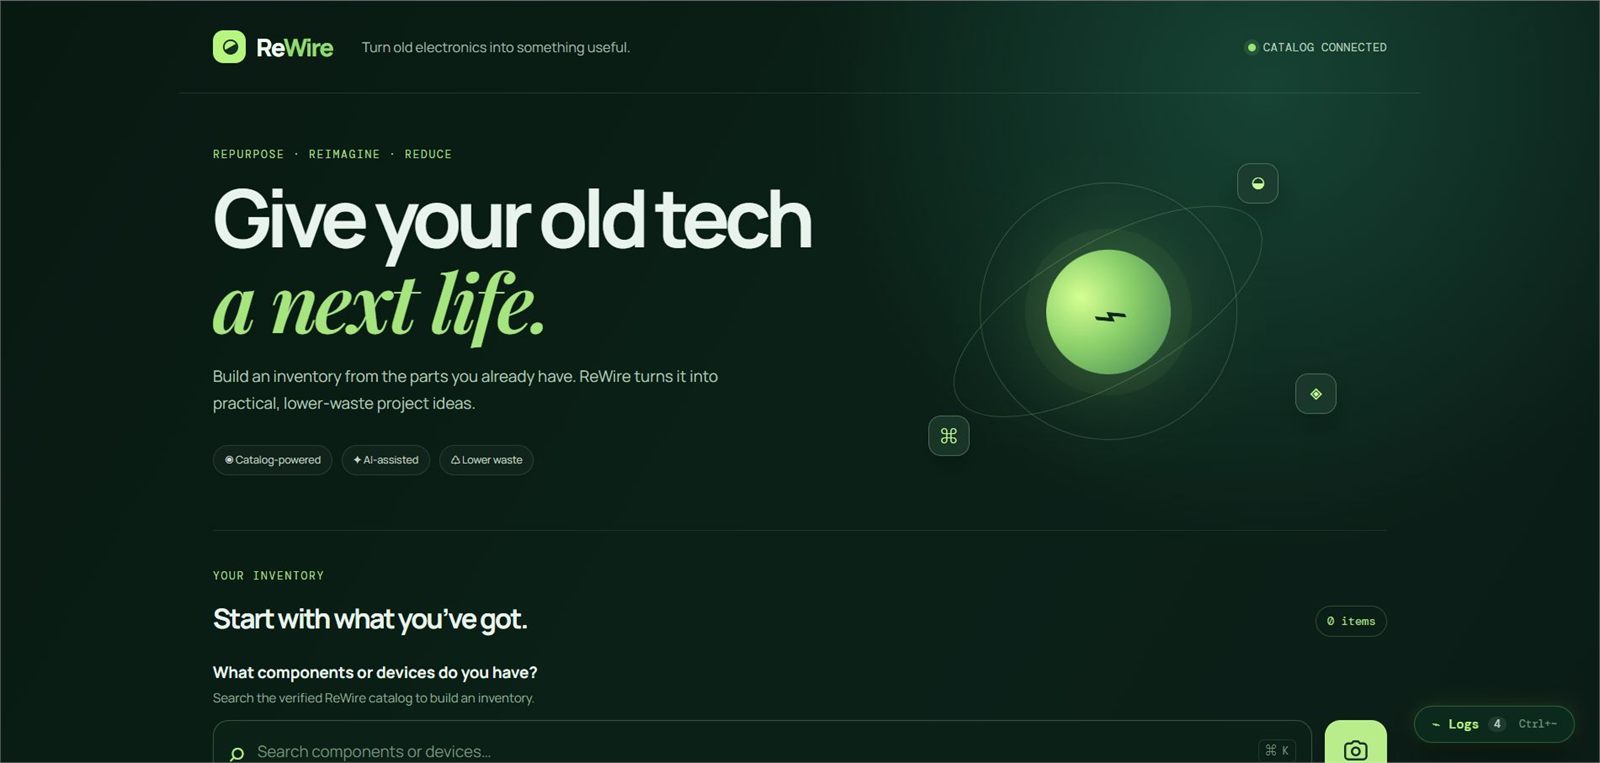 ReWire
Turn old electronics into something useful.
CATALOG CONNECTED
REPURPOSE · REIMAGINE · REDUCE
Give your old tech
a next life.
Build an inventory from the parts you already have. ReWire turns it into
practical, lower-waste project ideas.
Catalog-powered
AI-assisted
Lower waste
YOUR INVENTORY
Start with what you've got.
0 items
What components or devices do you have?
Search the verified ReWire catalog to build an inventory.
Search components or devices...
⌘ K
Logs 4 Ctrl+~